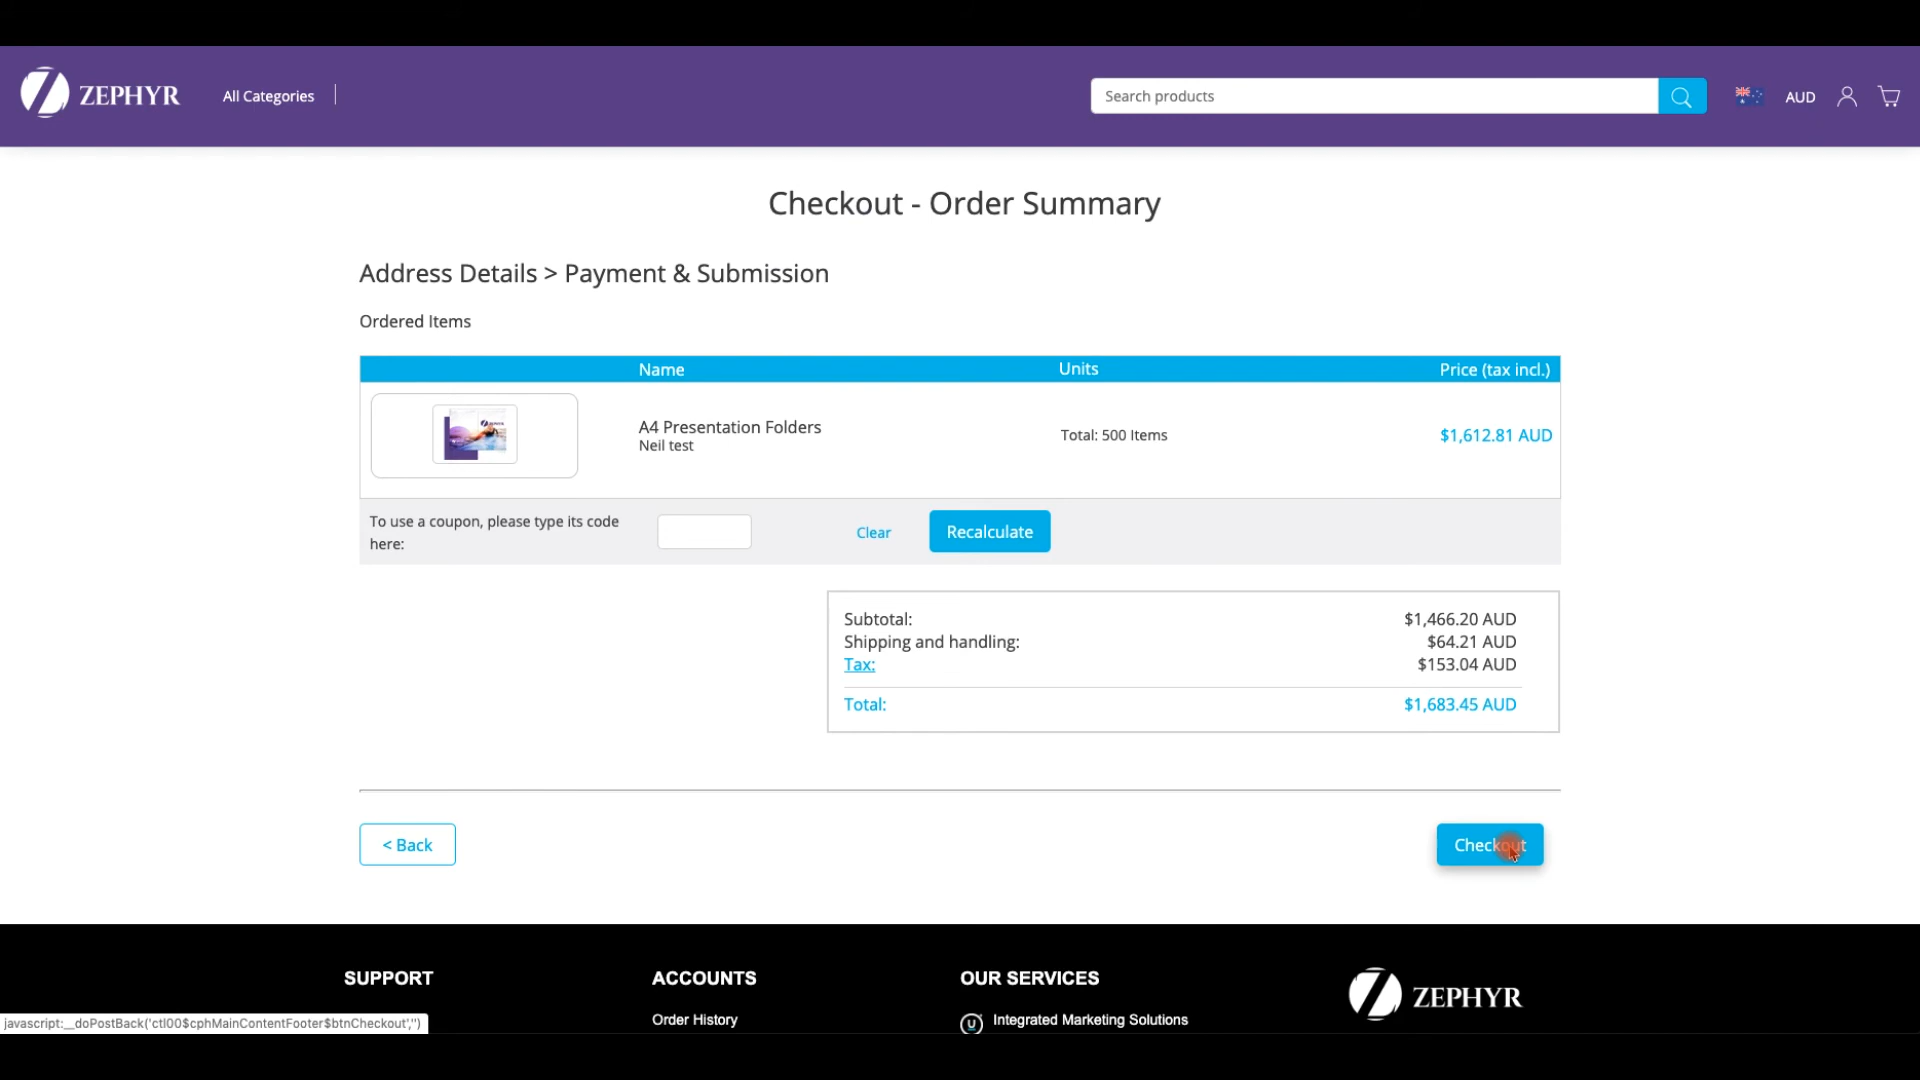 ZEPHYR
All Categories
Search products
AUD
Checkout - Order Summary
Address Details > Payment & Submission
Ordered Items
Name Units Price (tax incl.)
A4 Presentation Folders
Neil test
Total: 500 Items
$1,612.81 AUD
To use a coupon, please type its code
here:
Clear
Recalculate
Subtotal: $1,466.20 AUD
Shipping and handling: $64.21 AUD
Tax: $153.04 AUD
Total: $1,683.45 AUD
< Back
Checkout
SUPPORT ACCOUNTS OUR SERVICES
ZEPHYR
Order History
Integrated Marketing Solutions
javascript:__doPostBack('ctl00$cphMainContentFooter$btnCheckout','')